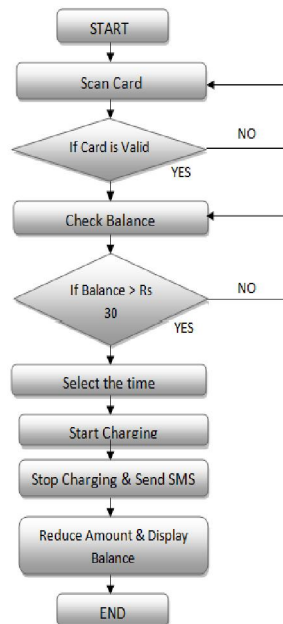 START
Scan Card
If Card is Valid
NO
YES
Check Balance
If Balance > Rs
30
NO
YES
Select the time
Start Charging
Stop Charging & Send SMS
Reduce Amount & Display
Balance
END